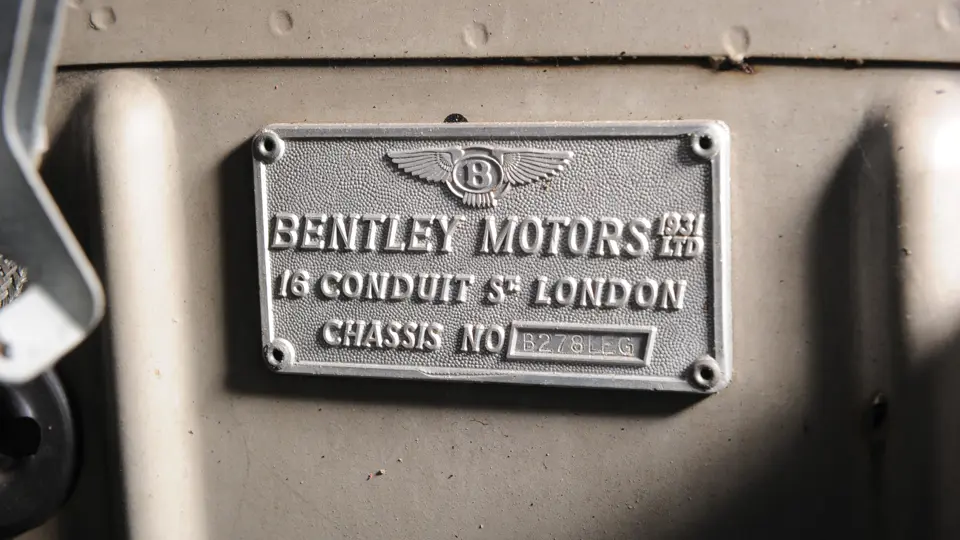 B
BENTLEY MOTORS 1931 LTD
16 CONDUIT ST. LONDON
CHASSIS NO B278LEG